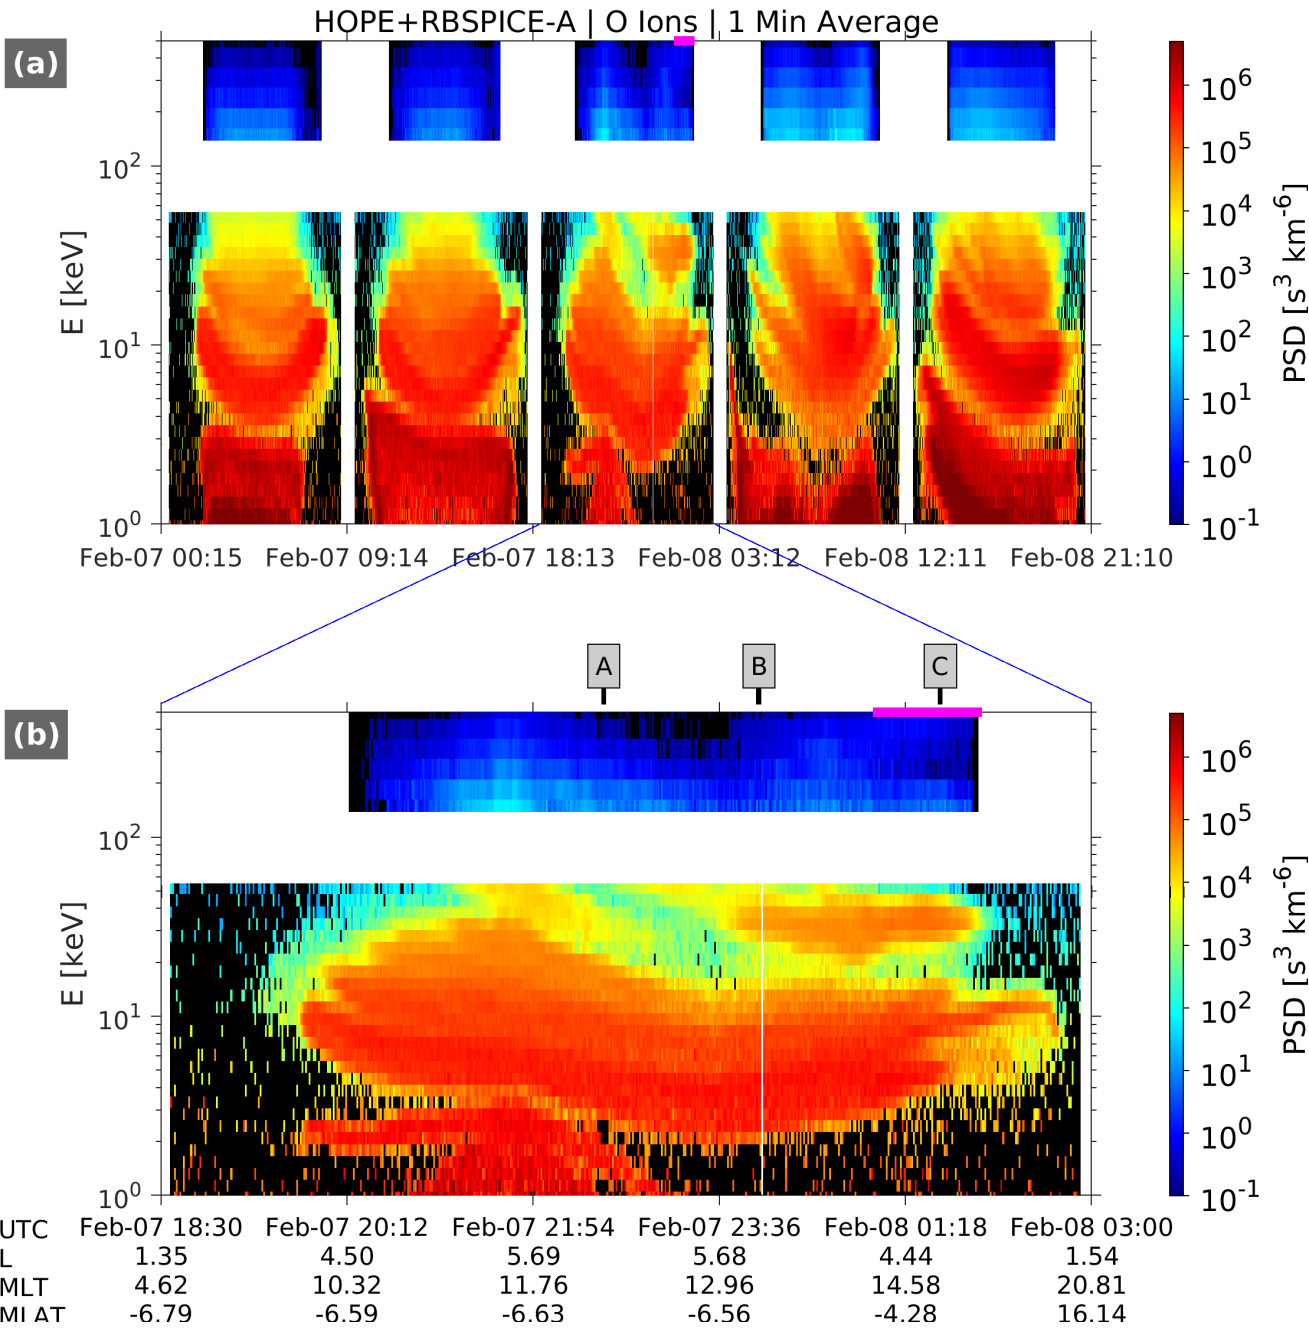 HOPE+RBSPICE-A | O Ions | 1 Min Average
(a)
10^2
10^1
10^0
E [keV]
10^6
10^5
10^4
10^3
10^2
10^1
10^0
10^-1
PSD [s^3 km^-6]
Feb-07 00:15 Feb-07 09:14 Feb-07 18:13 Feb-08 03:12 Feb-08 12:11 Feb-08 21:10
A B C
(b)
10^2
10^1
10^0
E [keV]
10^6
10^5
10^4
10^3
10^2
10^1
10^0
10^-1
PSD [s^3 km^-6]
UTC Feb-07 18:30 Feb-07 20:12 Feb-07 21:54 Feb-07 23:36 Feb-08 01:18 Feb-08 03:00
L 1.35 4.50 5.69 5.68 4.44 1.54
MLT 4.62 10.32 11.76 12.96 14.58 20.81
MLAT -6.79 -6.59 -6.63 -6.56 -4.28 16.14